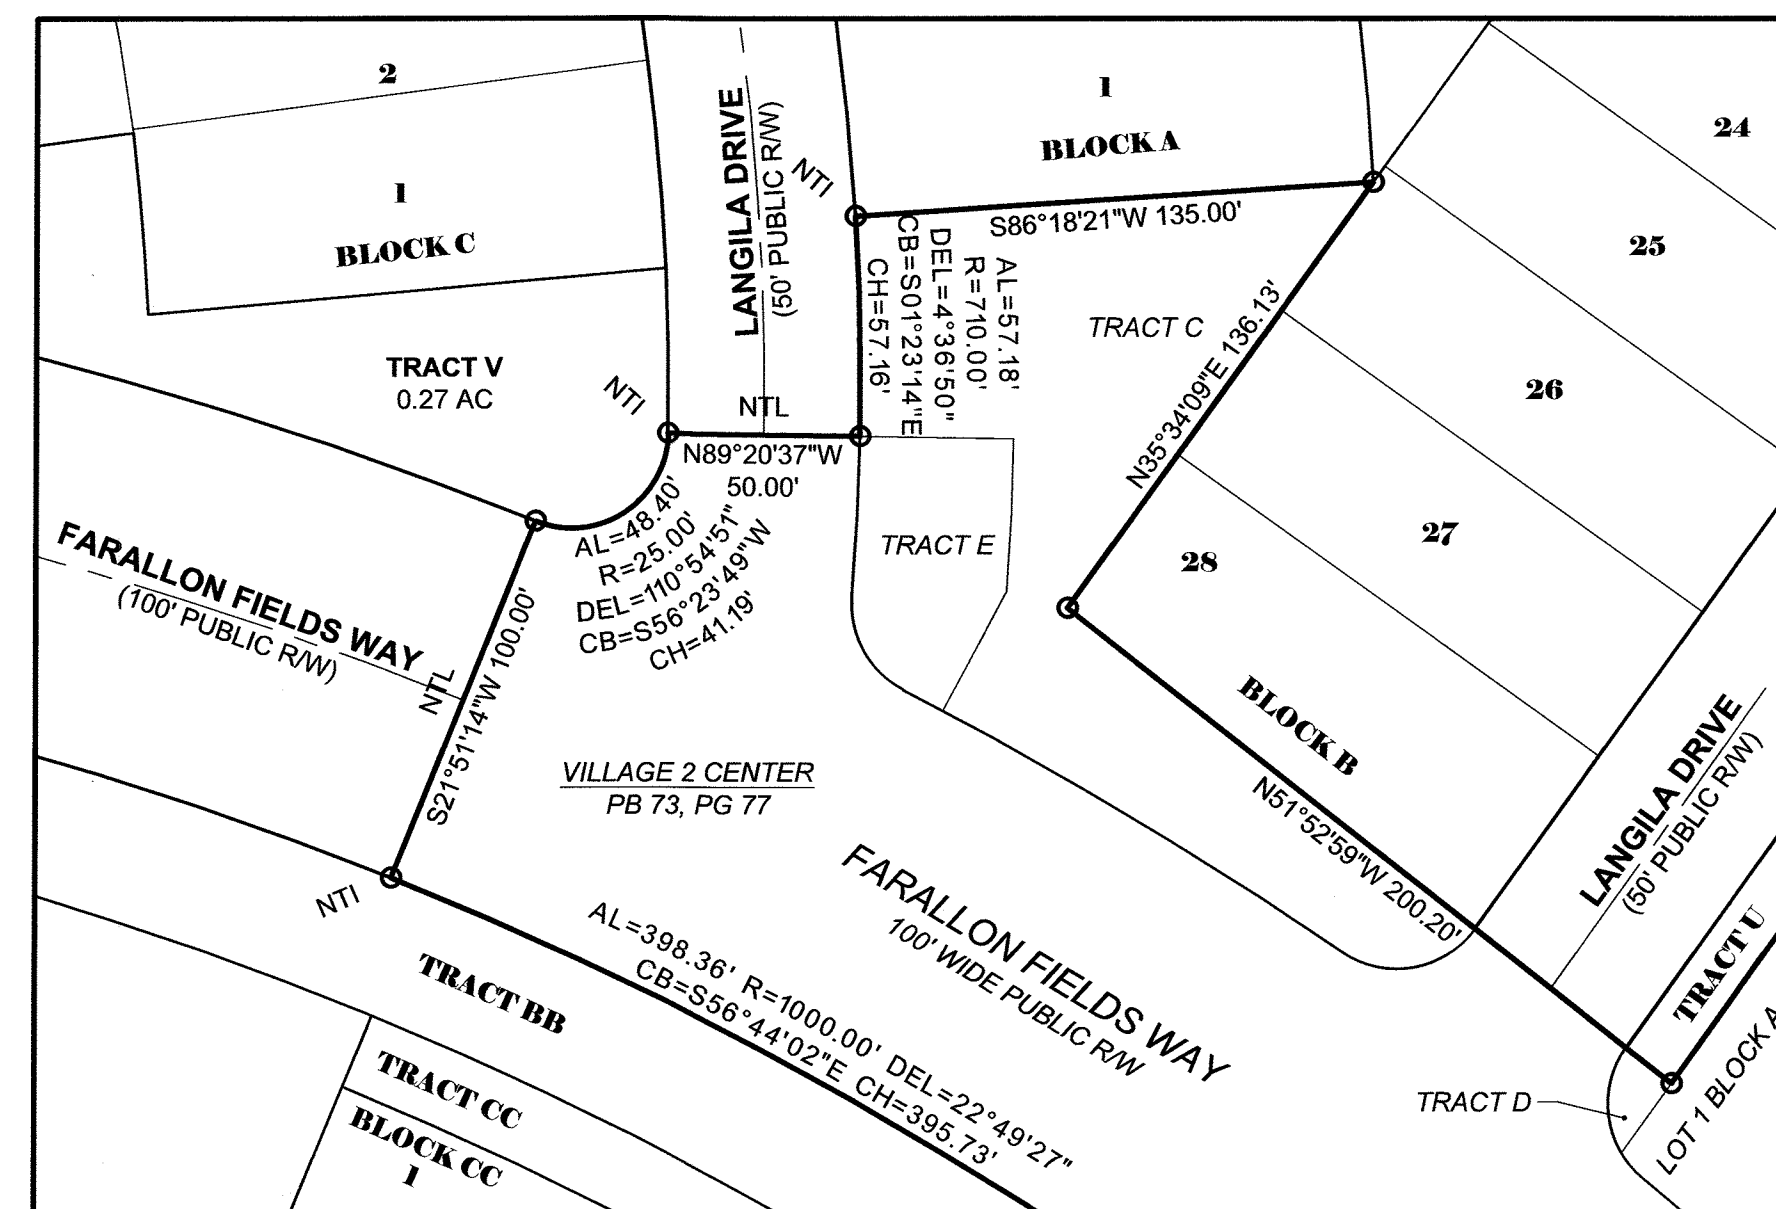 2
1
BLOCK C
TRACT V
0.27 AC
LANGILA DRIVE
(50' PUBLIC R/W)
NTI
1
BLOCK A
S86°18'21"W 135.00'
AL=57.18'
R=710.00'
DEL=4°36'50"
CB=S01°23'14"E
CH=57.16'
TRACT C
24
25
26
27
28
BLOCK B
N35°34'09"E 136.13'
NTI
NTL
N89°20'37"W
50.00'
AL=48.40'
R=25.00'
DEL=110°54'51"
CB=S56°23'49"W
CH=41.19'
TRACT E
FARALLON FIELDS WAY
(100' PUBLIC R/W)
NTL
S21°51'14"W 100.00'
VILLAGE 2 CENTER
PB 73, PG 77
NTI
N51°52'59"W 200.20'
LANGILA DRIVE
(50' PUBLIC R/W)
FARALLON FIELDS WAY
100' WIDE PUBLIC R/W
AL=398.36' R=1000.00' DEL=22°49'27"
CB=S56°44'02"E CH=395.73'
TRACT BB
TRACT CC
BLOCK CC
1
TRACT U
TRACT D
LOT 1 BLOCK A